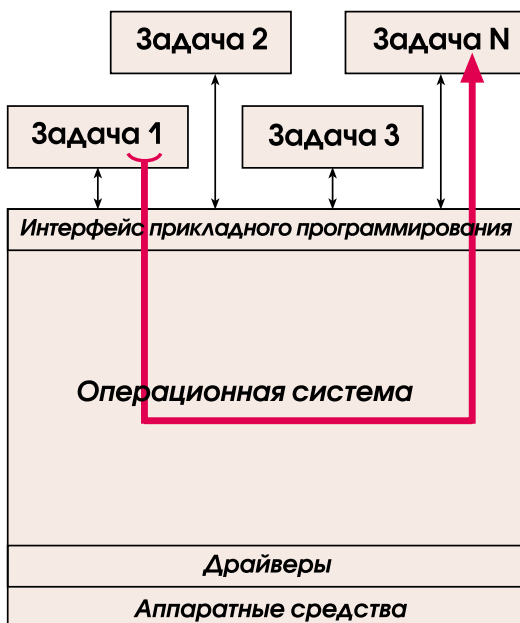 Задача 2
Задача N
Задача 1
Задача 3
Интерфейс прикладного программирования
Операционная система
Драйверы
Аппаратные средства